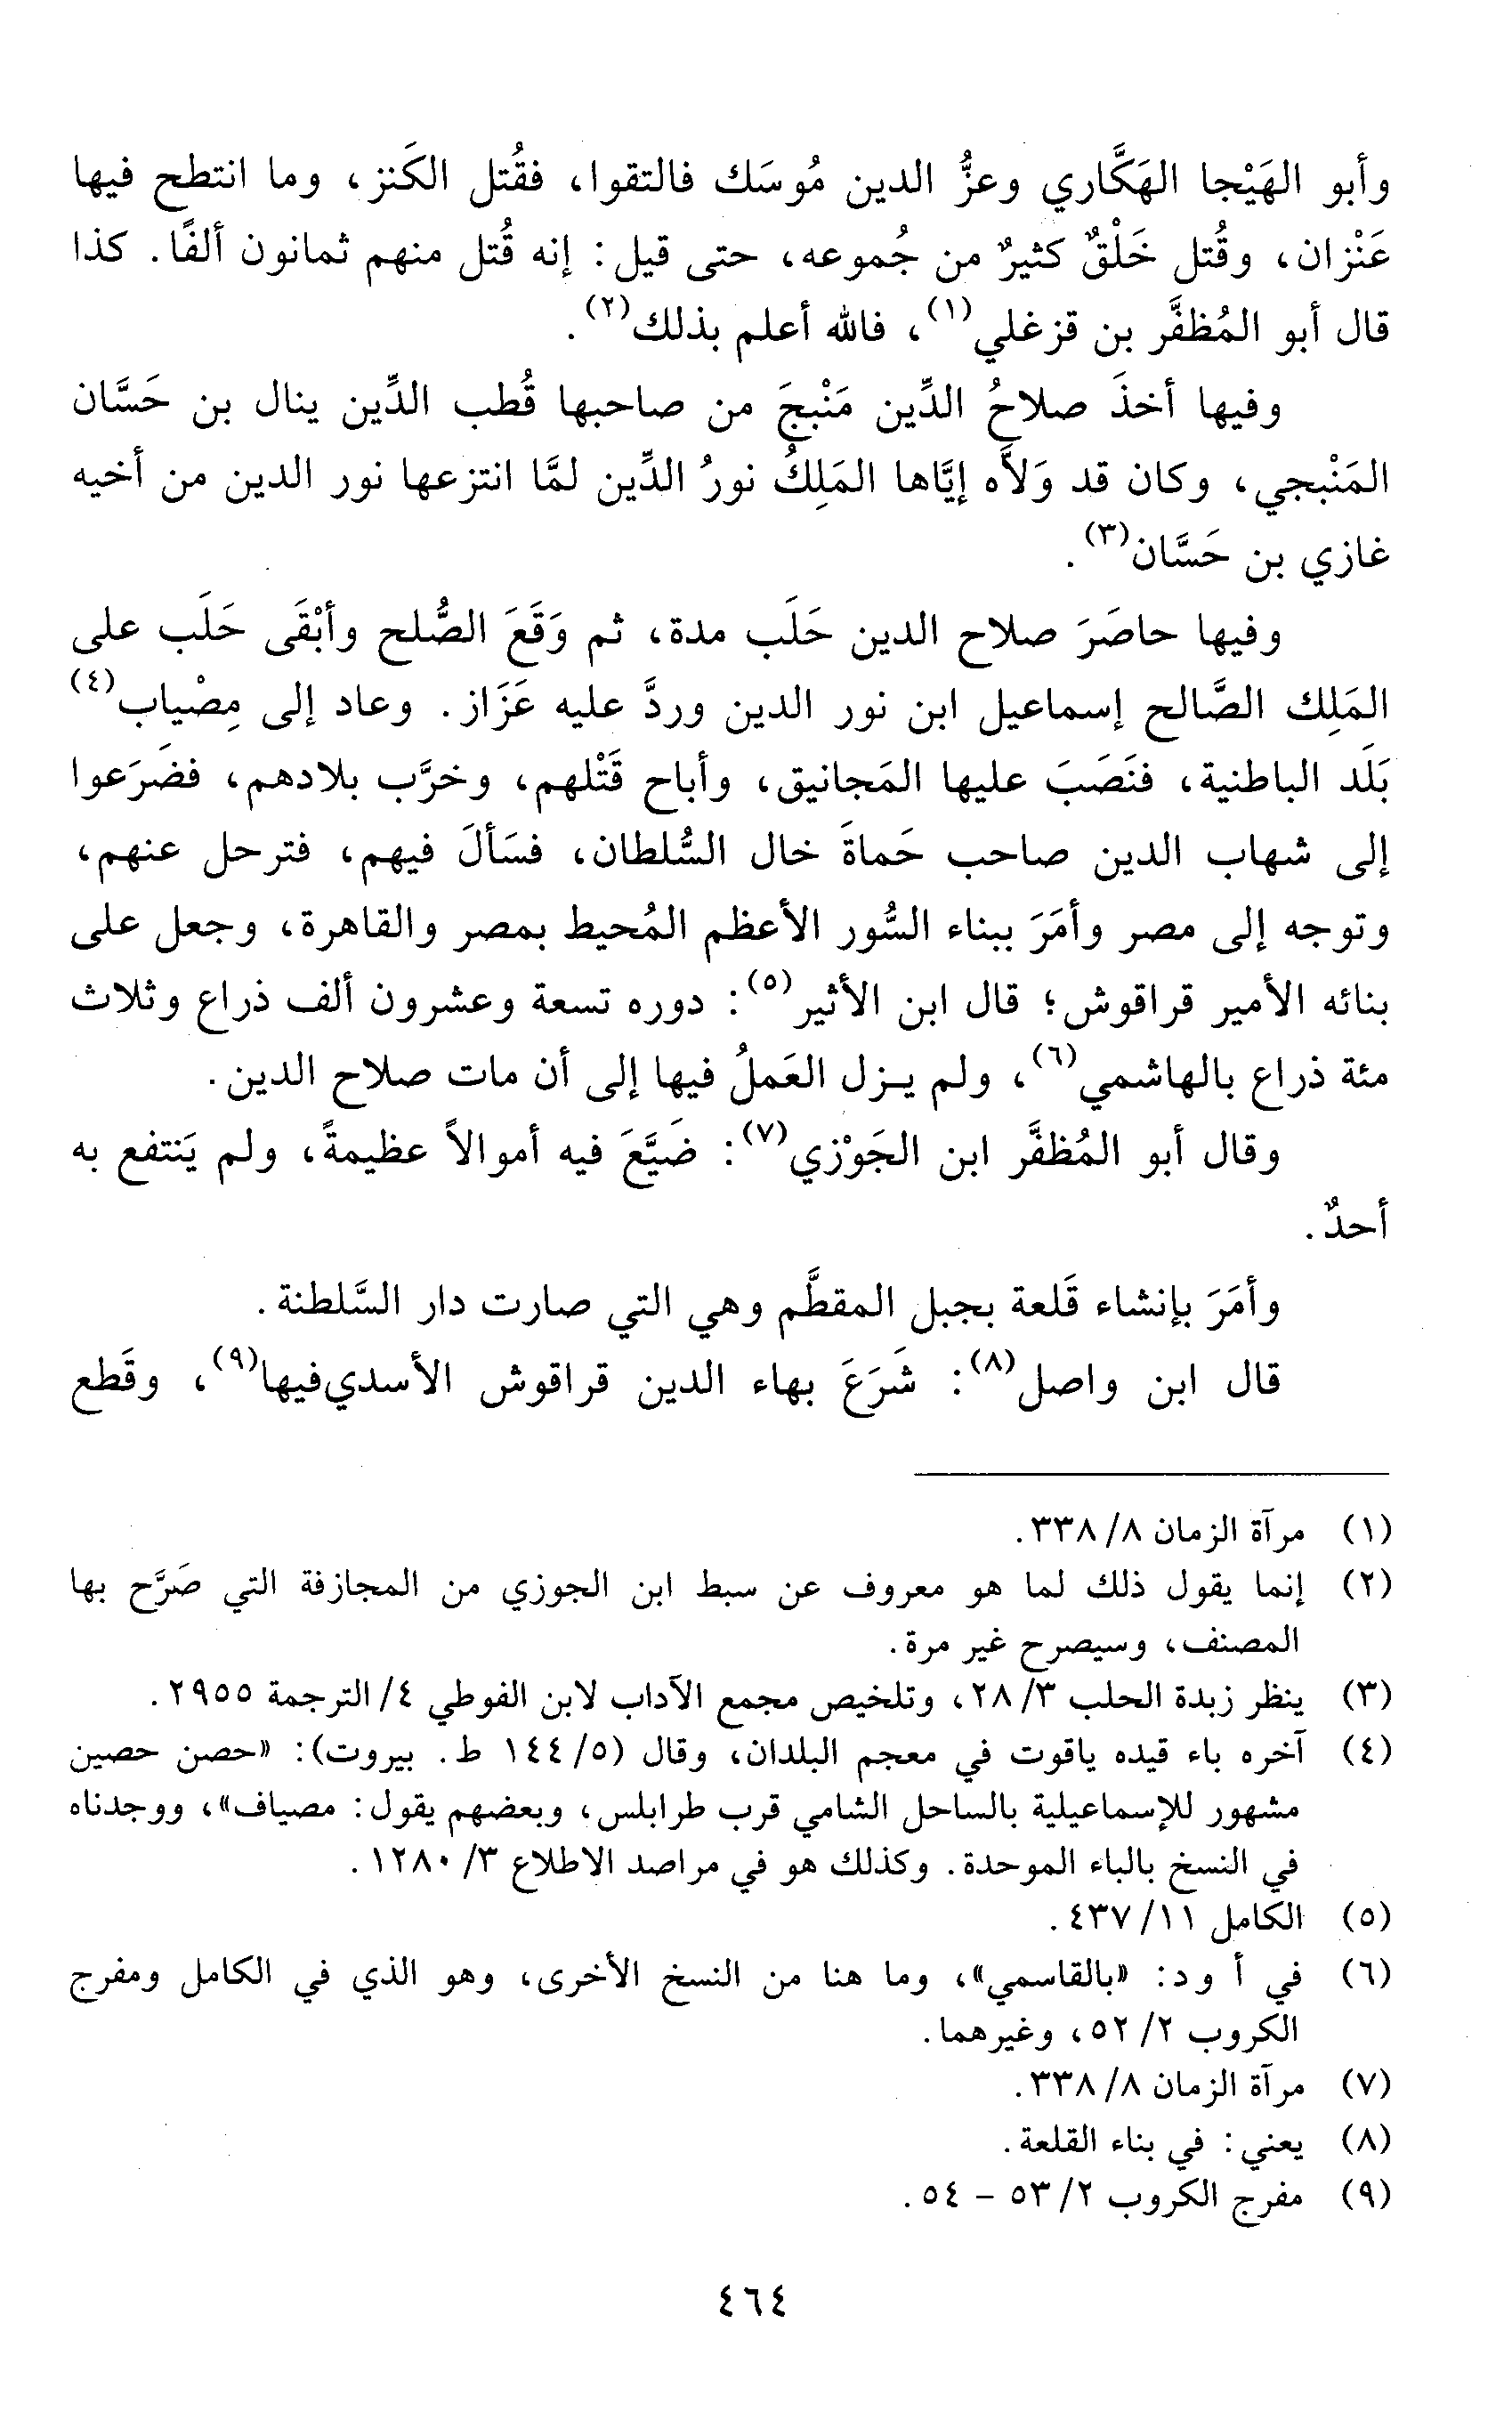 وأبو الهَيْجا الهَكَّاري وعزُّ الدين مُوسَك فالتقوا، فقُتل الكَنز، وما انتطح فيها
عَنْزان، وقُتل خَلْقٌ كثيرٌ من جُموعه، حتى قيل: إنه قُتل منهم ثمانون ألفًا. كذا
قال أبو المُظفَّر بن قزغلي(١)، فالله أعلم بذلك(٢).
وفيها أخذَ صلاحُ الدِّين مَنْبجَ من صاحبها قُطب الدِّين ينال بن حَسَّان
المَنْبجي، وكان قد وَلاَّه إيَّاها المَلِكُ نورُ الدِّين لمَّا انتزعها نور الدين من أخيه
غازي بن حَسَّان(٣).
وفيها حاصَرَ صلاح الدين حَلَب مدة، ثم وَقَعَ الصُّلح وأبْقَى حَلَب على
المَلِك الصَّالح إسماعيل ابن نور الدين وردَّ عليه عَزَاز. وعاد إلى مِصْياب(٤)
بَلَد الباطنية، فنَصَبَ عليها المَجانيق، وأباح قَتْلهم، وخرَّب بلادهم، فضَرَعوا
إلى شهاب الدين صاحب حَماةَ خال السُّلطان، فسَألَ فيهم، فترحل عنهم،
وتوجه إلى مصر وأمَرَ ببناء السُّور الأعظم المُحيط بمصر والقاهرة، وجعل على
بنائه الأمير قراقوش؛ قال ابن الأثير(٥): دوره تسعة وعشرون ألف ذراع وثلاث
مئة ذراع بالهاشمي(٦)، ولم يـزل العَملُ فيها إلى أن مات صلاح الدين.
وقال أبو المُظفَّر ابن الجَوْزي(٧): ضَيَّعَ فيه أموالاً عظيمةً، ولم يَنتفع به
أحدٌ.
وأمَرَ بإنشاء قَلعة بجبل المقطَّم وهي التي صارت دار السَّلطنة.
قال ابن واصل(٨): شَرَعَ بهاء الدين قراقوش الأسدي فيها(٩)، وقَطع
(١) مرآة الزمان ٨/ ٣٣٨.
(٢) إنما يقول ذلك لما هو معروف عن سبط ابن الجوزي من المجازفة التي صَرَّح بها
المصنف، وسيصرح غير مرة.
(٣) ينظر زبدة الحلب ٣/ ٢٨، وتلخيص مجمع الآداب لابن الفوطي ٤/ الترجمة ٢٩٥٥.
(٤) آخره باء قيده ياقوت في معجم البلدان، وقال (٥/ ١٤٤ ط. بيروت): «حصن حصين
مشهور للإسماعيلية بالساحل الشامي قرب طرابلس، وبعضهم يقول: مصياف»، ووجدناه
في النسخ بالباء الموحدة. وكذلك هو في مراصد الاطلاع ٣/ ١٢٨٠.
(٥) الكامل ١١/ ٤٣٧.
(٦) في أ ود: «بالقاسمي»، وما هنا من النسخ الأخرى، وهو الذي في الكامل ومفرج
الكروب ٢/ ٥٢، وغيرهما.
(٧) مرآة الزمان ٨/ ٣٣٨.
(٨) يعني: في بناء القلعة.
(٩) مفرج الكروب ٢/ ٥٣ - ٥٤.
٤٦٤